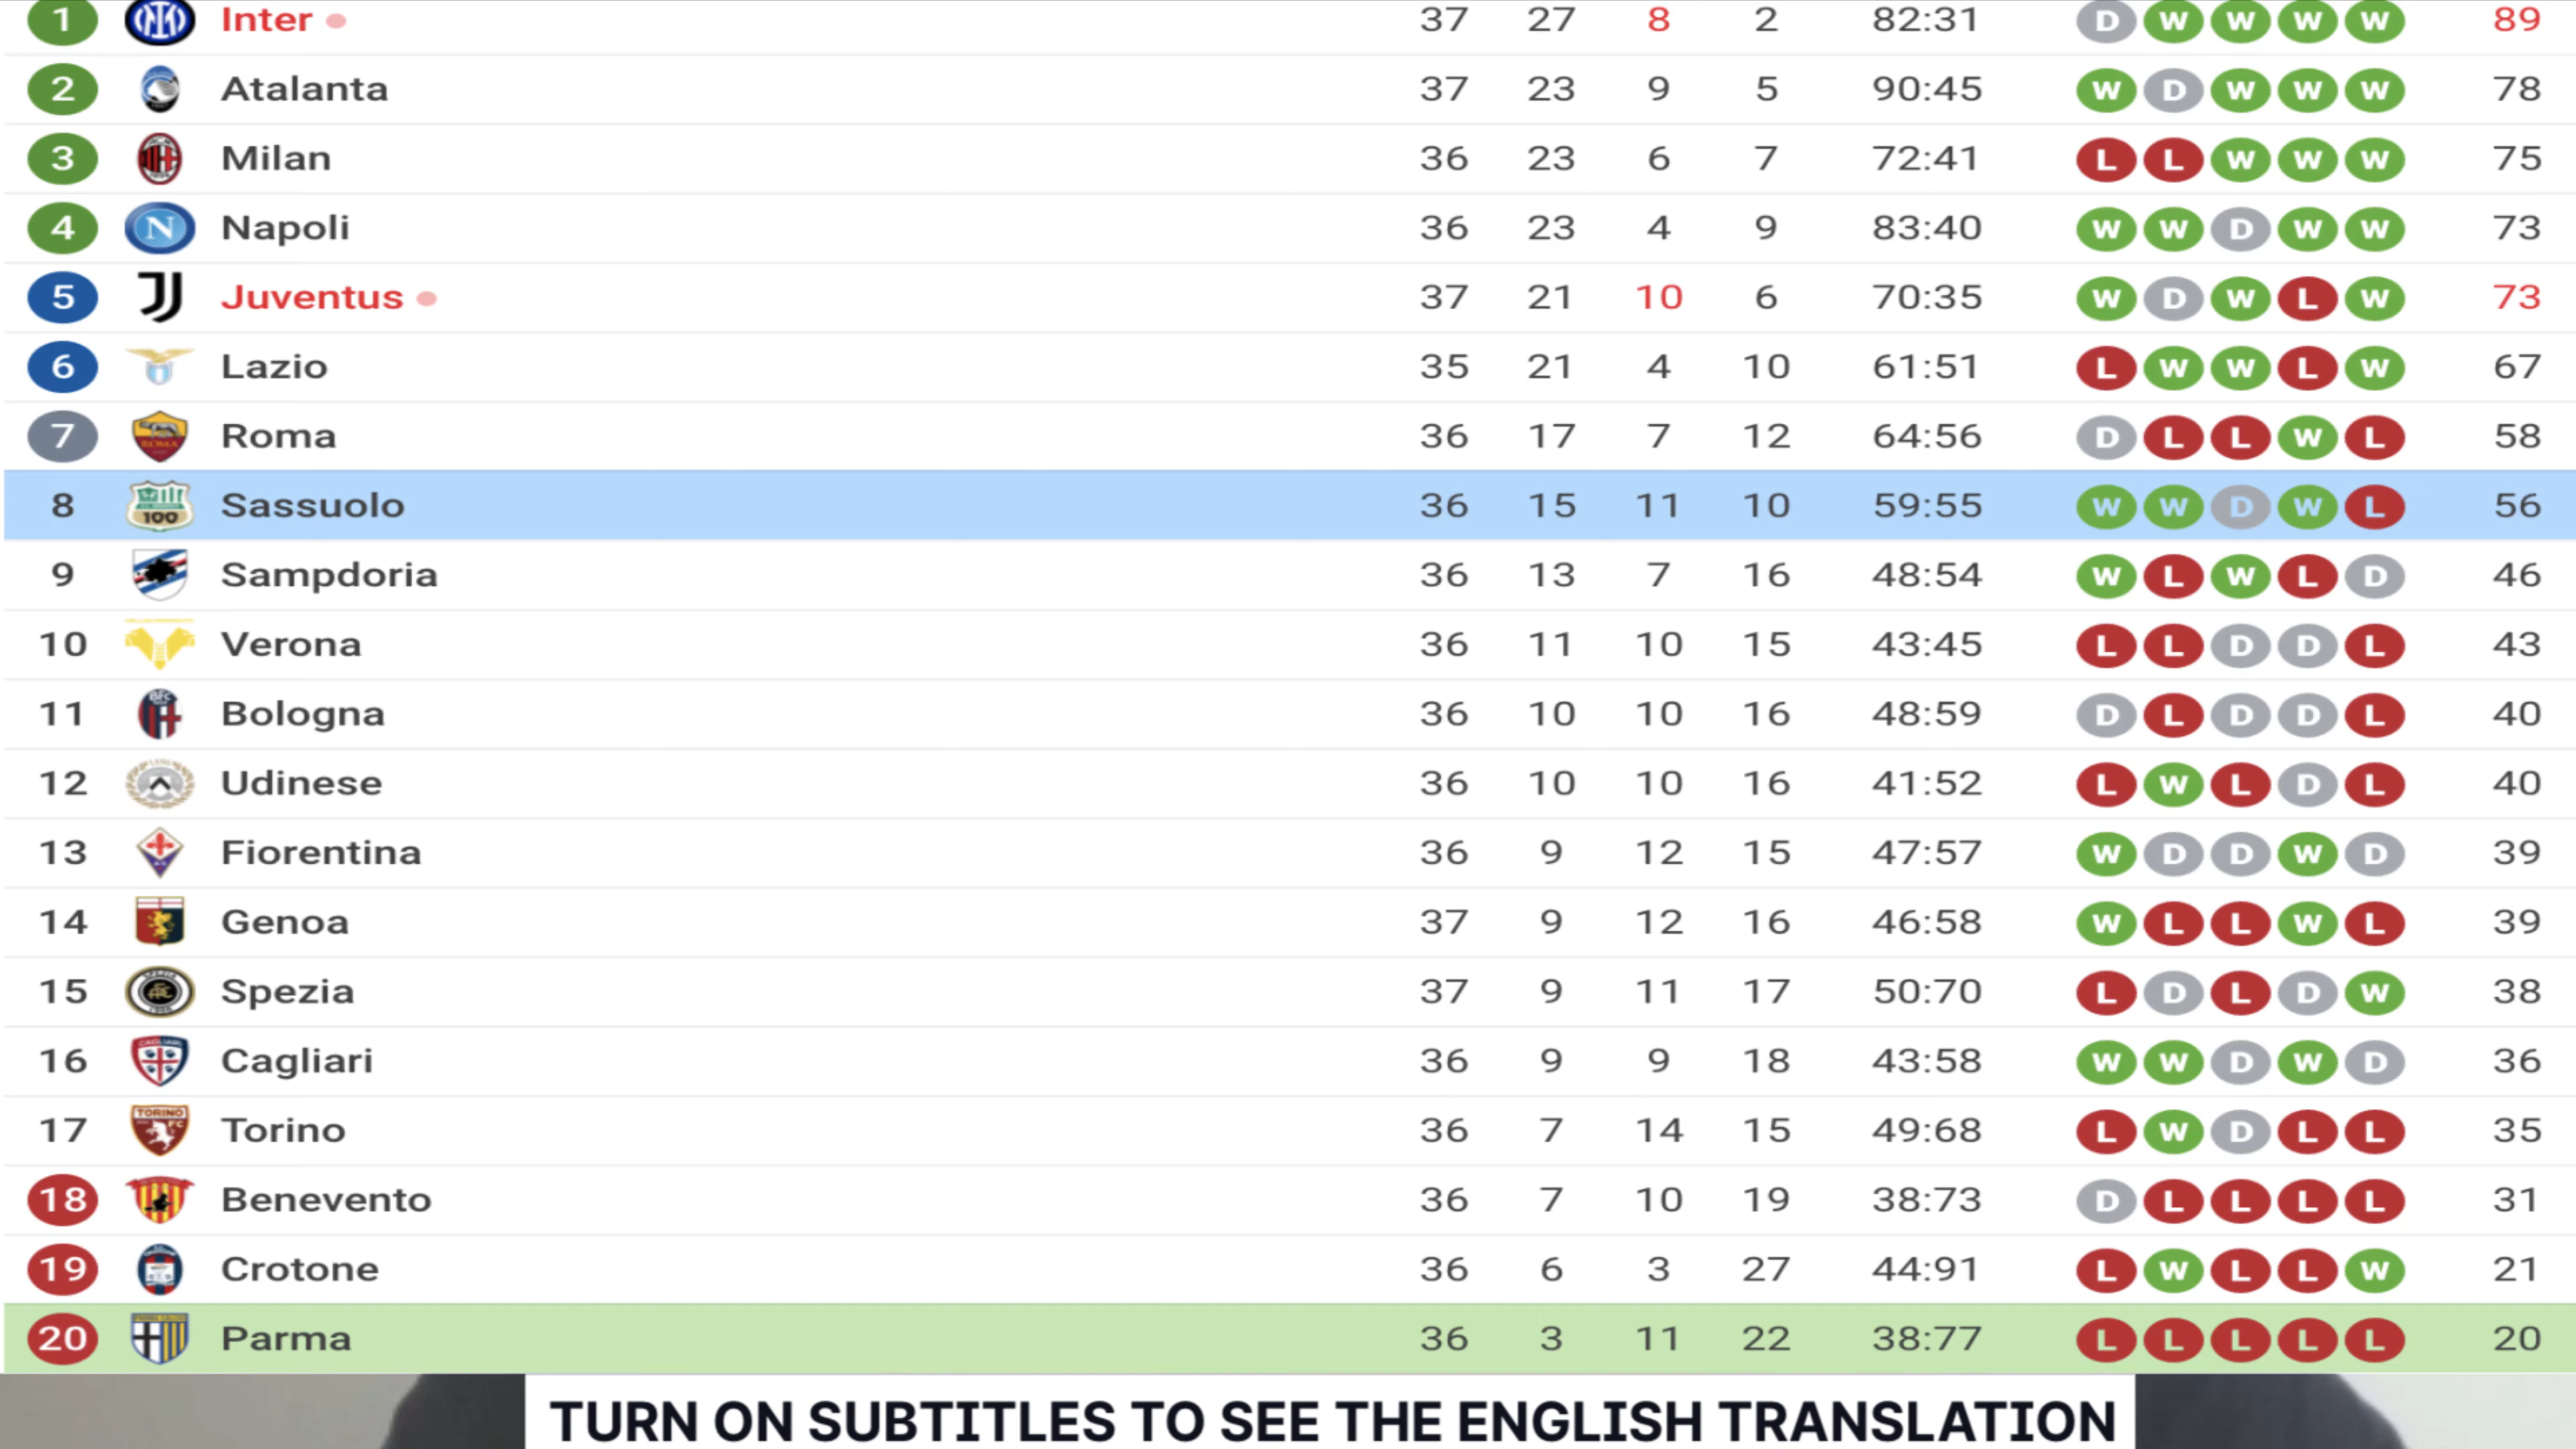 1 Inter 37 27 8 2 82:31 D W W W W 89
2 Atalanta 37 23 9 5 90:45 W D W W W 78
3 Milan 36 23 6 7 72:41 L L W W W 75
4 N Napoli 36 23 4 9 83:40 W W D W W 73
5 Juventus 37 21 10 6 70:35 W D W L W 73
6 Lazio 35 21 4 10 61:51 L W W L W 67
7 ROMA Roma 36 17 7 12 64:56 D L L W L 58
8 100 Sassuolo 36 15 11 10 59:55 W W D W L 56
9 Sampdoria 36 13 7 16 48:54 W L W L D 46
10 Verona 36 11 10 15 43:45 L L D D L 43
11 BFC Bologna 36 10 10 16 48:59 D L D D L 40
12 Udinese 36 10 10 16 41:52 L W L D L 40
13 Fiorentina 36 9 12 15 47:57 W D D W D 39
14 Genoa 37 9 12 16 46:58 W L L W L 39
15 Spezia 37 9 11 17 50:70 L D L D W 38
16 CAGLIARI Cagliari 36 9 9 18 43:58 W W D W D 36
17 TORINO FC Torino 36 7 14 15 49:68 L W D L L 35
18 Benevento 36 7 10 19 38:73 D L L L L 31
19 Crotone 36 6 3 27 44:91 L W L L W 21
20 Parma 36 3 11 22 38:77 L L L L L 20
TURN ON SUBTITLES TO SEE THE ENGLISH TRANSLATION